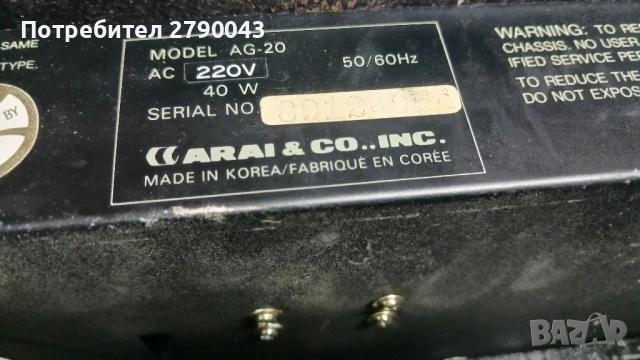 Потребител 2790043
SAME
TYPE.
BY
MODEL AG-20
AC 220V 50/60Hz
40 W
SERIAL NO.
ARAI & CO.,INC.
MADE IN KOREA/FABRIQUÉ EN CORÉE
WARNING: TO RE
CHASSIS. NO USER
IFIED SERVICE PER
TO REDUCE THE
DO NOT EXPOS
BAZAR